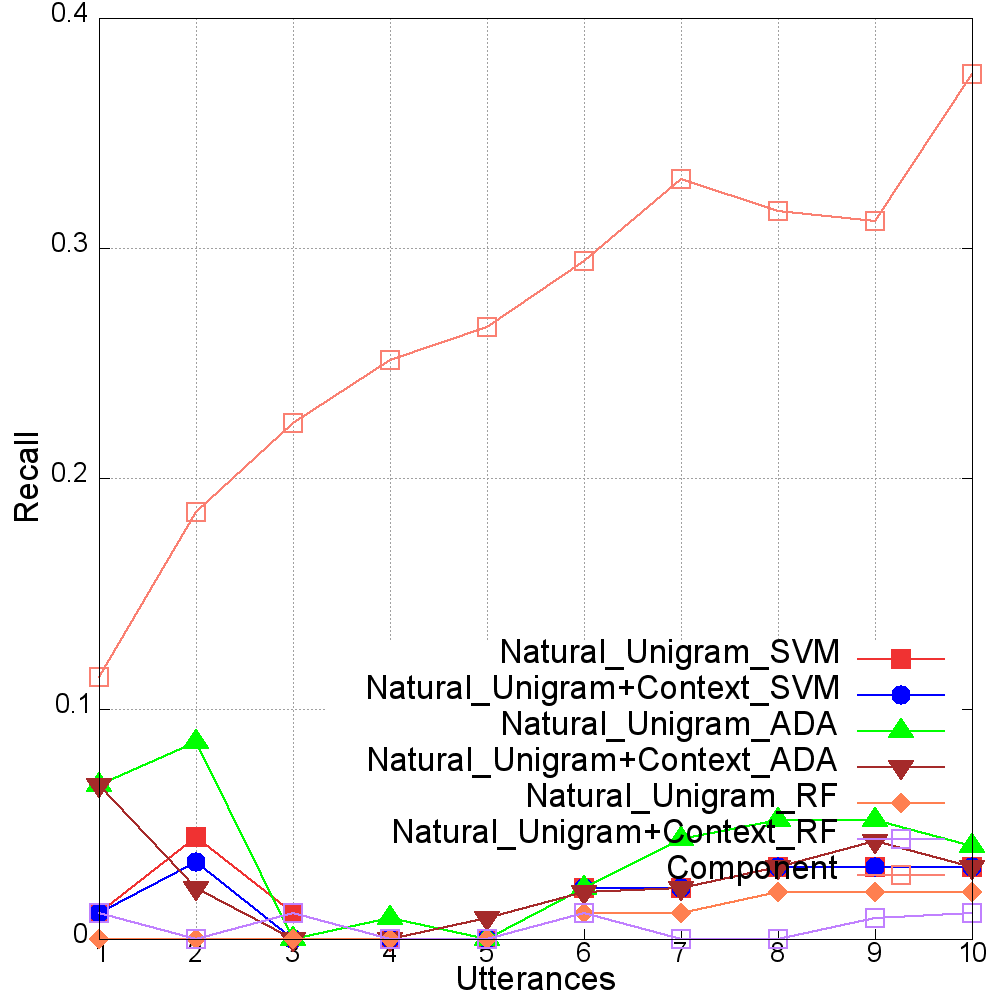 0.4
0.3
0.2
0.1
0
Recall
Natural_Unigram_SVM
Natural_Unigram+Context_SVM
Natural_Unigram_ADA
Natural_Unigram+Context_ADA
Natural_Unigram_RF
Natural_Unigram+Context_RF
Component
1 2 3 4 5 6 7 8 9 10
Utterances